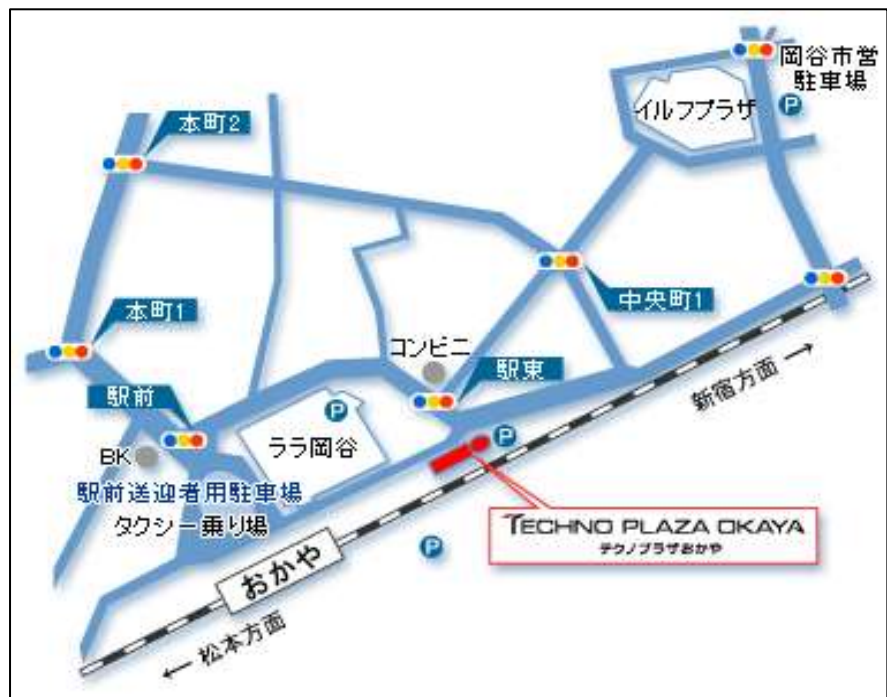 岡谷市営
駐車場
P
イルフプラザ
本町2
中央町1
本町1
コンビニ
駅東
新宿方面 →
駅前
P
ララ岡谷
P
BK
駅前送迎者用駐車場
タクシー乗り場
TECHNO PLAZA OKAYA
テクノプラザおかや
P
おかや
← 松本方面